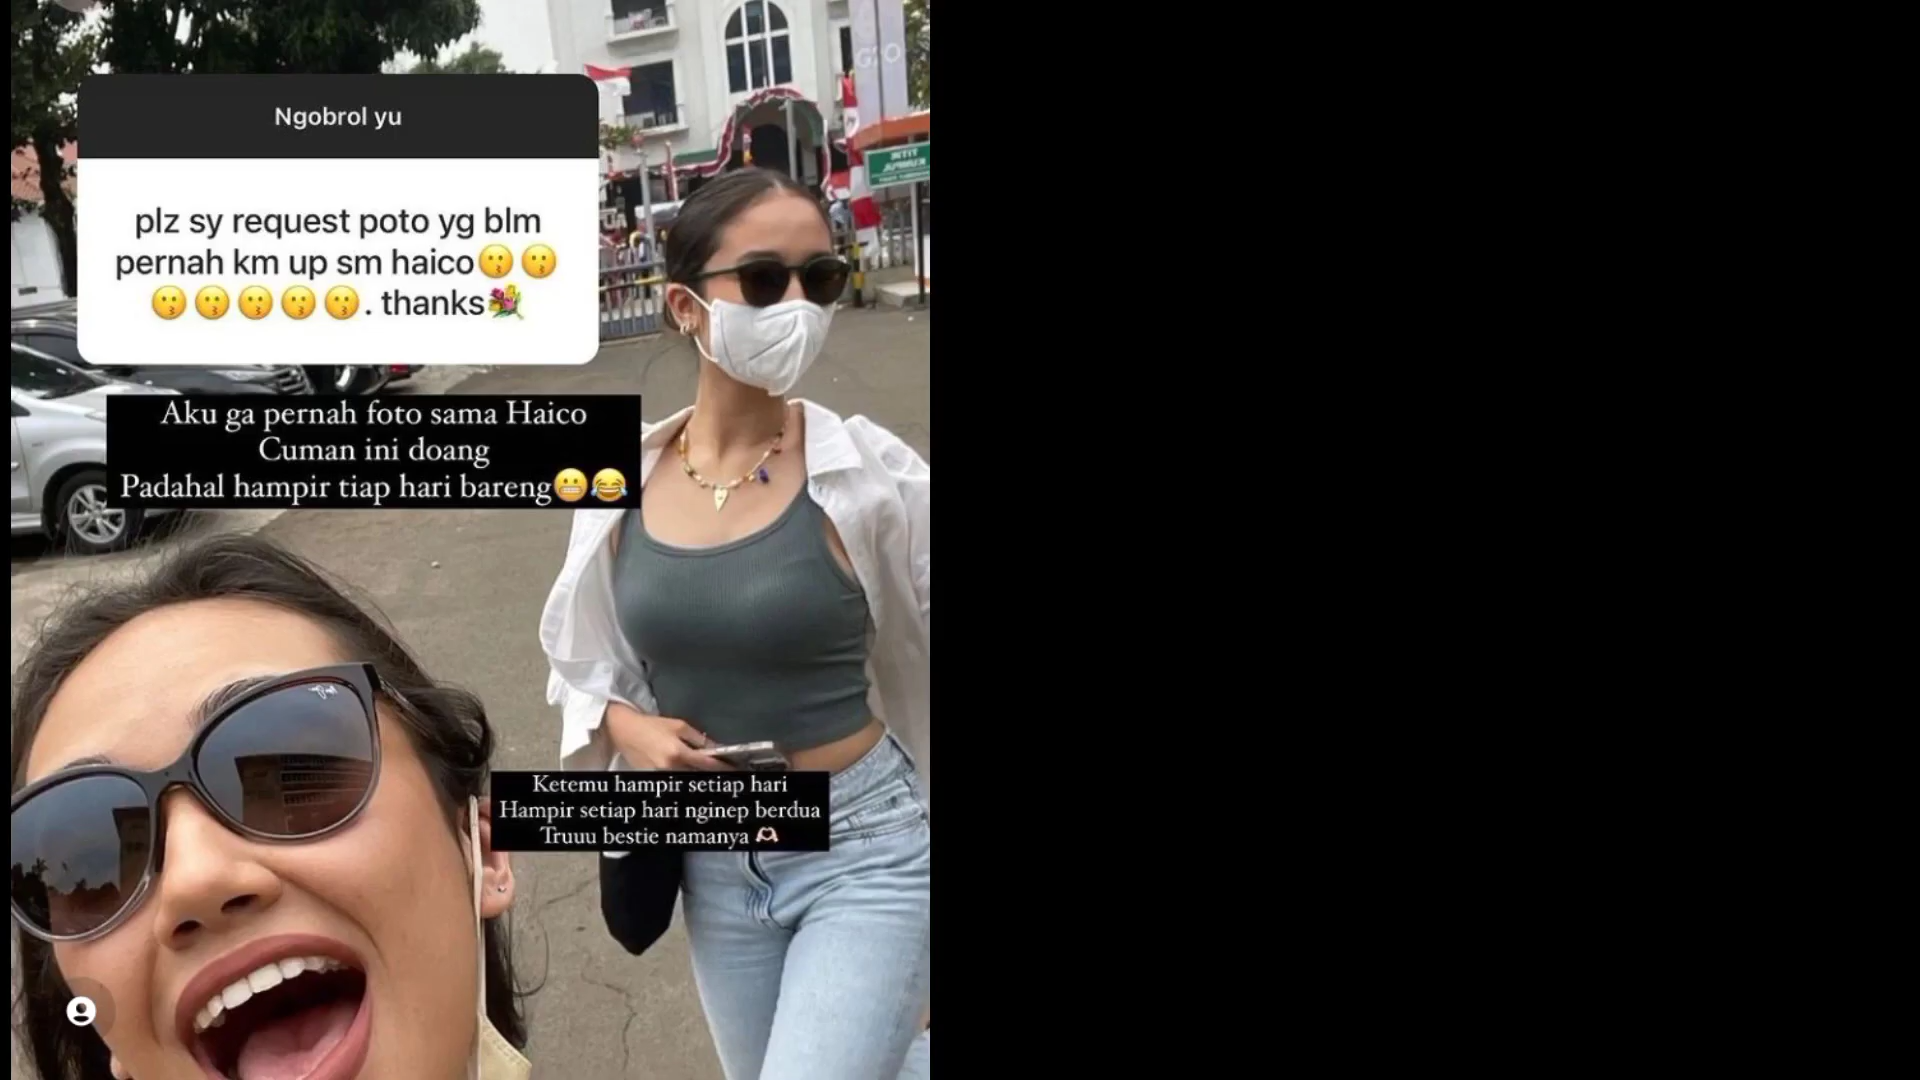 Ngobrol yu
plz sy request poto yg blm
pernah km up sm haico😗😗
😗😗😗😗😗. thanks💐
Aku ga pernah foto sama Haico
Cuman ini doang
Padahal hampir tiap hari bareng😬😂
Ketemu hampir setiap hari
Hampir setiap hari nginep berdua
Truuu bestie namanya 🫶🏻